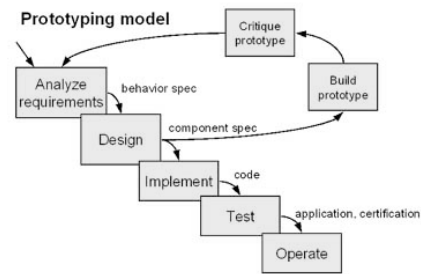 Prototyping model
Critique
prototype
Analyze
requirements
behavior spec
Build
prototype
Design
component spec
Implement
code
Test
application, certification
Operate